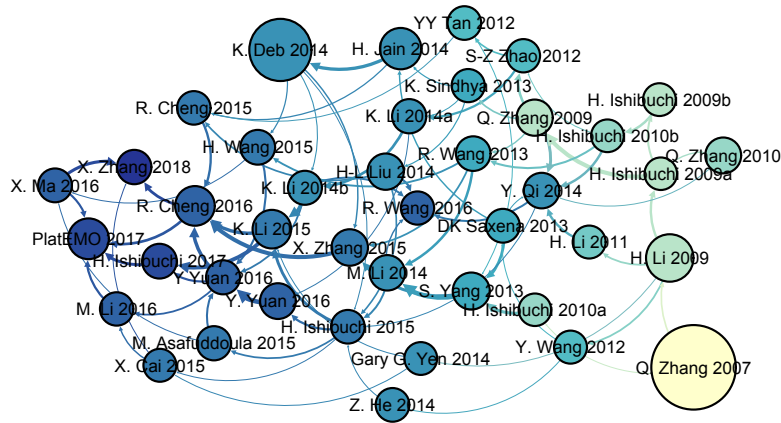 YY Tan 2012
K. Deb 2014
H. Jain 2014
S-Z Zhao 2012
K. Sindhya 2013
H. Ishibuchi 2009b
R. Cheng 2015
K. Li 2014a
Q. Zhang 2009
H. Ishibuchi 2010b
H. Wang 2015
R. Wang 2013
Q. Zhang 2010
X. Zhang 2018
H-L Liu 2014
H. Ishibuchi 2009a
X. Ma 2016
K. Li 2014b
Y. Qi 2014
R. Cheng 2016
R. Wang 2016
K. Li 2015
DK Saxena 2013
PlatEMO 2017
X. Zhang 2015
H. Li 2011
H. Ishibuchi 2017
H. Li 2009
Y. Yuan 2016
M. Li 2014
S. Yang 2013
Y. Yuan 2016
M. Li 2016
H. Ishibuchi 2010a
H. Ishibuchi 2015
M. Asafuddoula 2015
Y. Wang 2012
X. Cai 2015
Gary G. Yen 2014
Q. Zhang 2007
Z. He 2014